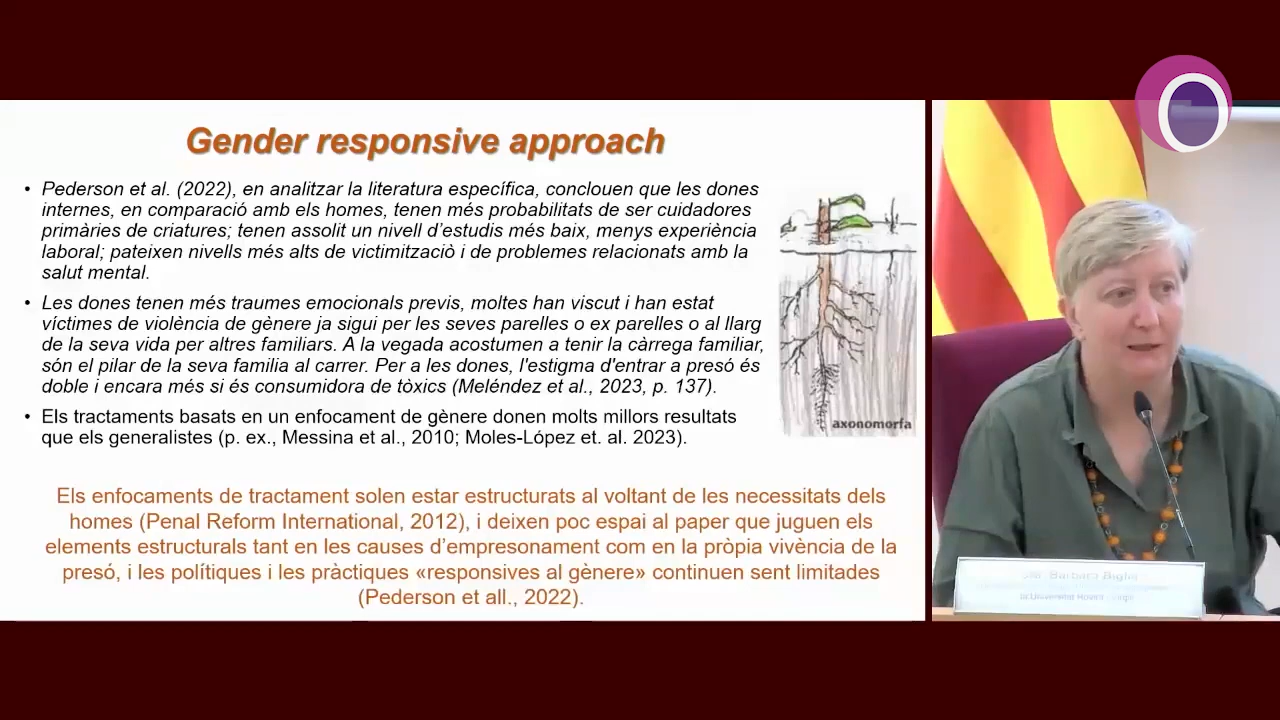 Gender responsive approach
• Pederson et al. (2022), en analitzar la literatura específica, conclouen que les dones
internes, en comparació amb els homes, tenen més probabilitats de ser cuidadores
primàries de criatures; tenen assolit un nivell d'estudis més baix, menys experiència
laboral; pateixen nivells més alts de victimització i de problemes relacionats amb la
salut mental.
• Les dones tenen més traumes emocionals previs, moltes han viscut i han estat
víctimes de violència de gènere ja sigui per les seves parelles o ex parelles o al llarg
de la seva vida per altres familiars. A la vegada acostumen a tenir la càrrega familiar,
són el pilar de la seva familia al carrer. Per a les dones, l'estigma d'entrar a presó és
doble i encara més si és consumidora de tòxics (Meléndez et al., 2023, p. 137).
• Els tractaments basats en un enfocament de gènere donen molts millors resultats
que els generalistes (p. ex., Messina et al., 2010; Moles-López et. al. 2023).
axonomorfa
Els enfocaments de tractament solen estar estructurats al voltant de les necessitats dels
homes (Penal Reform International, 2012), i deixen poc espai al paper que juguen els
elements estructurals tant en les causes d'empresonament com en la pròpia vivència de la
presó, i les polítiques i les pràctiques «responsives al gènere» continuen sent limitades
(Pederson et all., 2022).
Barbara Biglia
la Universitat Rovira